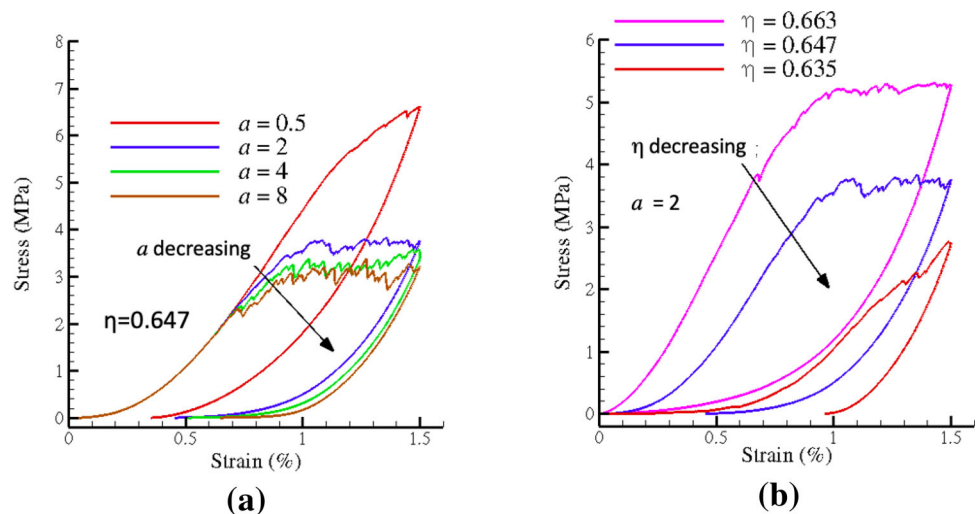 8
7
6
5
4
3
2
1
0
Stress (MPa)
a = 0.5
a = 2
a = 4
a = 8
a decreasing
η=0.647
0 0.5 1 1.5
Strain (%)
(a)
η = 0.663
η = 0.647
η = 0.635
6
5
4
3
2
1
0
Stress (MPa)
η decreasing
a = 2
0 0.5 1 1.5
Strain (%)
(b)